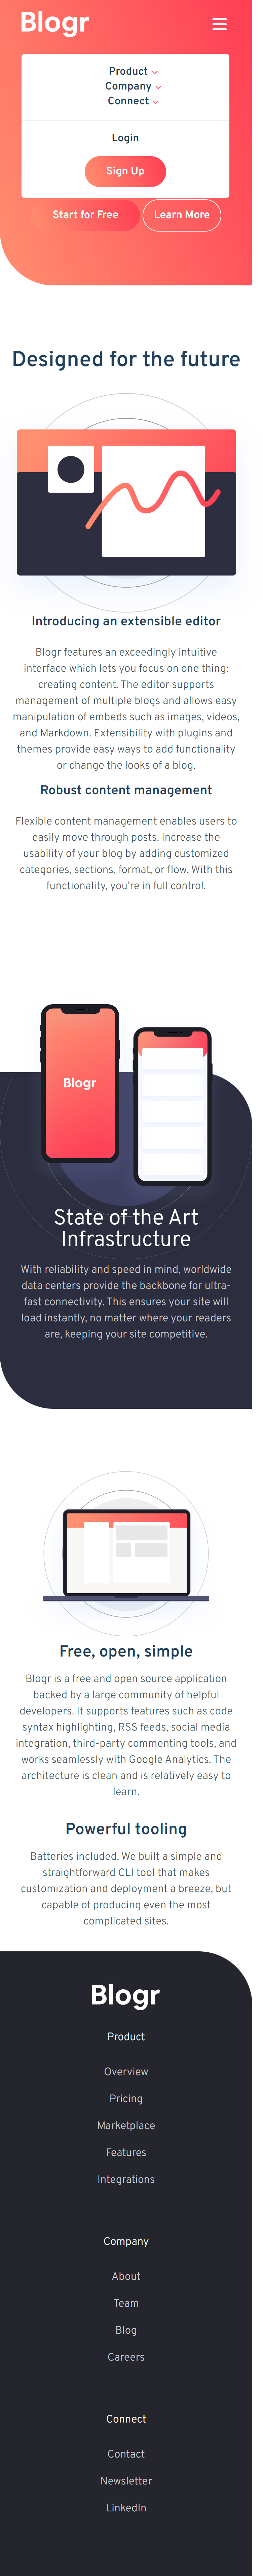 Blogr
Product
Company
Connect
Login
Sign Up
Start for Free
Learn More
Designed for the future
Introducing an extensible editor
Blogr features an exceedingly intuitive
interface which lets you focus on one thing:
creating content. The editor supports
management of multiple blogs and allows easy
manipulation of embeds such as images, videos,
and Markdown. Extensibility with plugins and
themes provide easy ways to add functionality
or change the looks of a blog.
Robust content management
Flexible content management enables users to
easily move through posts. Increase the
usability of your blog by adding customized
categories, sections, format, or flow. With this
functionality, you're in full control.
Blogr
State of the Art
Infrastructure
With reliability and speed in mind, worldwide
data centers provide the backbone for ultra-
fast connectivity. This ensures your site will
load instantly, no matter where your readers
are, keeping your site competitive.
Free, open, simple
Blogr is a free and open source application
backed by a large community of helpful
developers. It supports features such as code
syntax highlighting, RSS feeds, social media
integration, third-party commenting tools, and
works seamlessly with Google Analytics. The
architecture is clean and is relatively easy to
learn.
Powerful tooling
Batteries included. We built a simple and
straightforward CLI tool that makes
customization and deployment a breeze, but
capable of producing even the most
complicated sites.
Blogr
Product
Overview
Pricing
Marketplace
Features
Integrations
Company
About
Team
Blog
Careers
Connect
Contact
Newsletter
LinkedIn